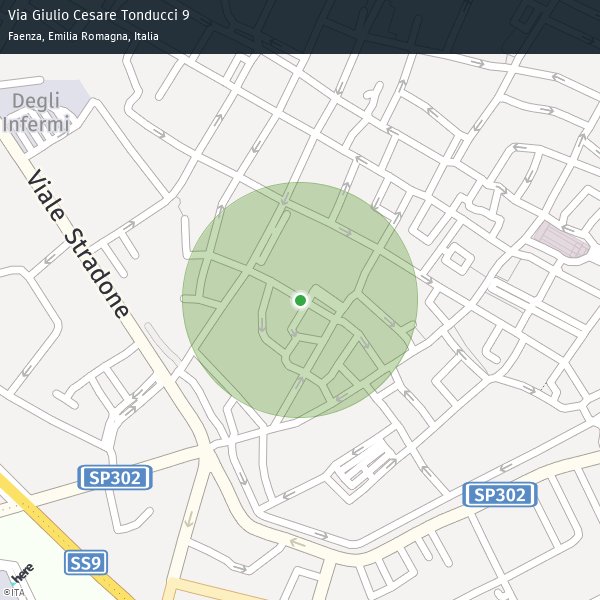 Via Giulio Cesare Tonducci 9
Faenza, Emilia Romagna, Italia
Degli
Infermi
Viale Stradone
SP302
SP302
SS9
here
©ITA